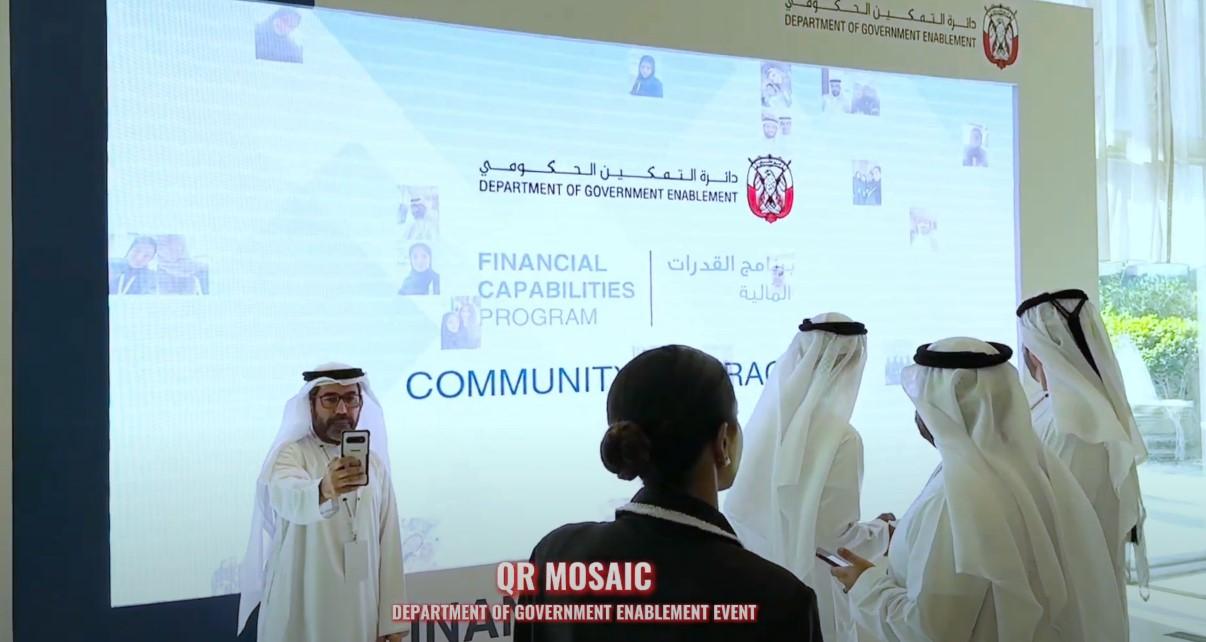 دائرة التمكين الحكومي
DEPARTMENT OF GOVERNMENT ENABLEMENT
دائرة التمكين الحكومي
DEPARTMENT OF GOVERNMENT ENABLEMENT
FINANCIAL
CAPABILITIES
PROGRAM
برنامج القدرات
المالية
COMMUNITY
QR MOSAIC
DEPARTMENT OF GOVERNMENT ENABLEMENT EVENT